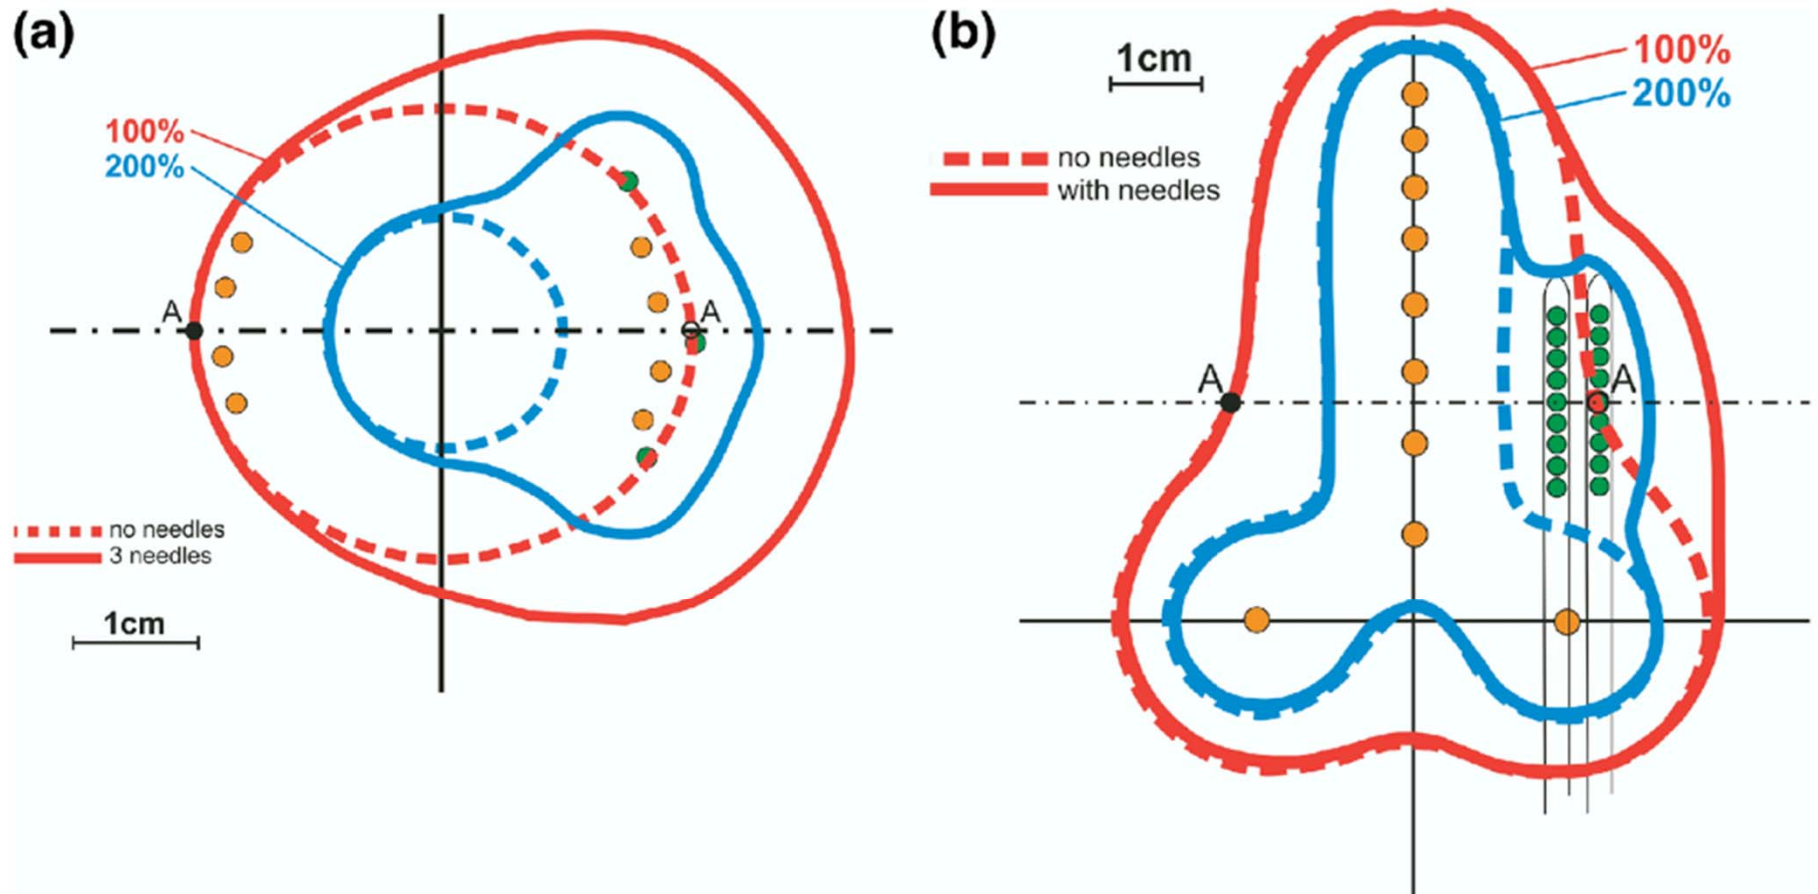 (a)
100%
200%
A
A
no needles
3 needles
1cm
(b)
1cm
100%
200%
no needles
with needles
A
A